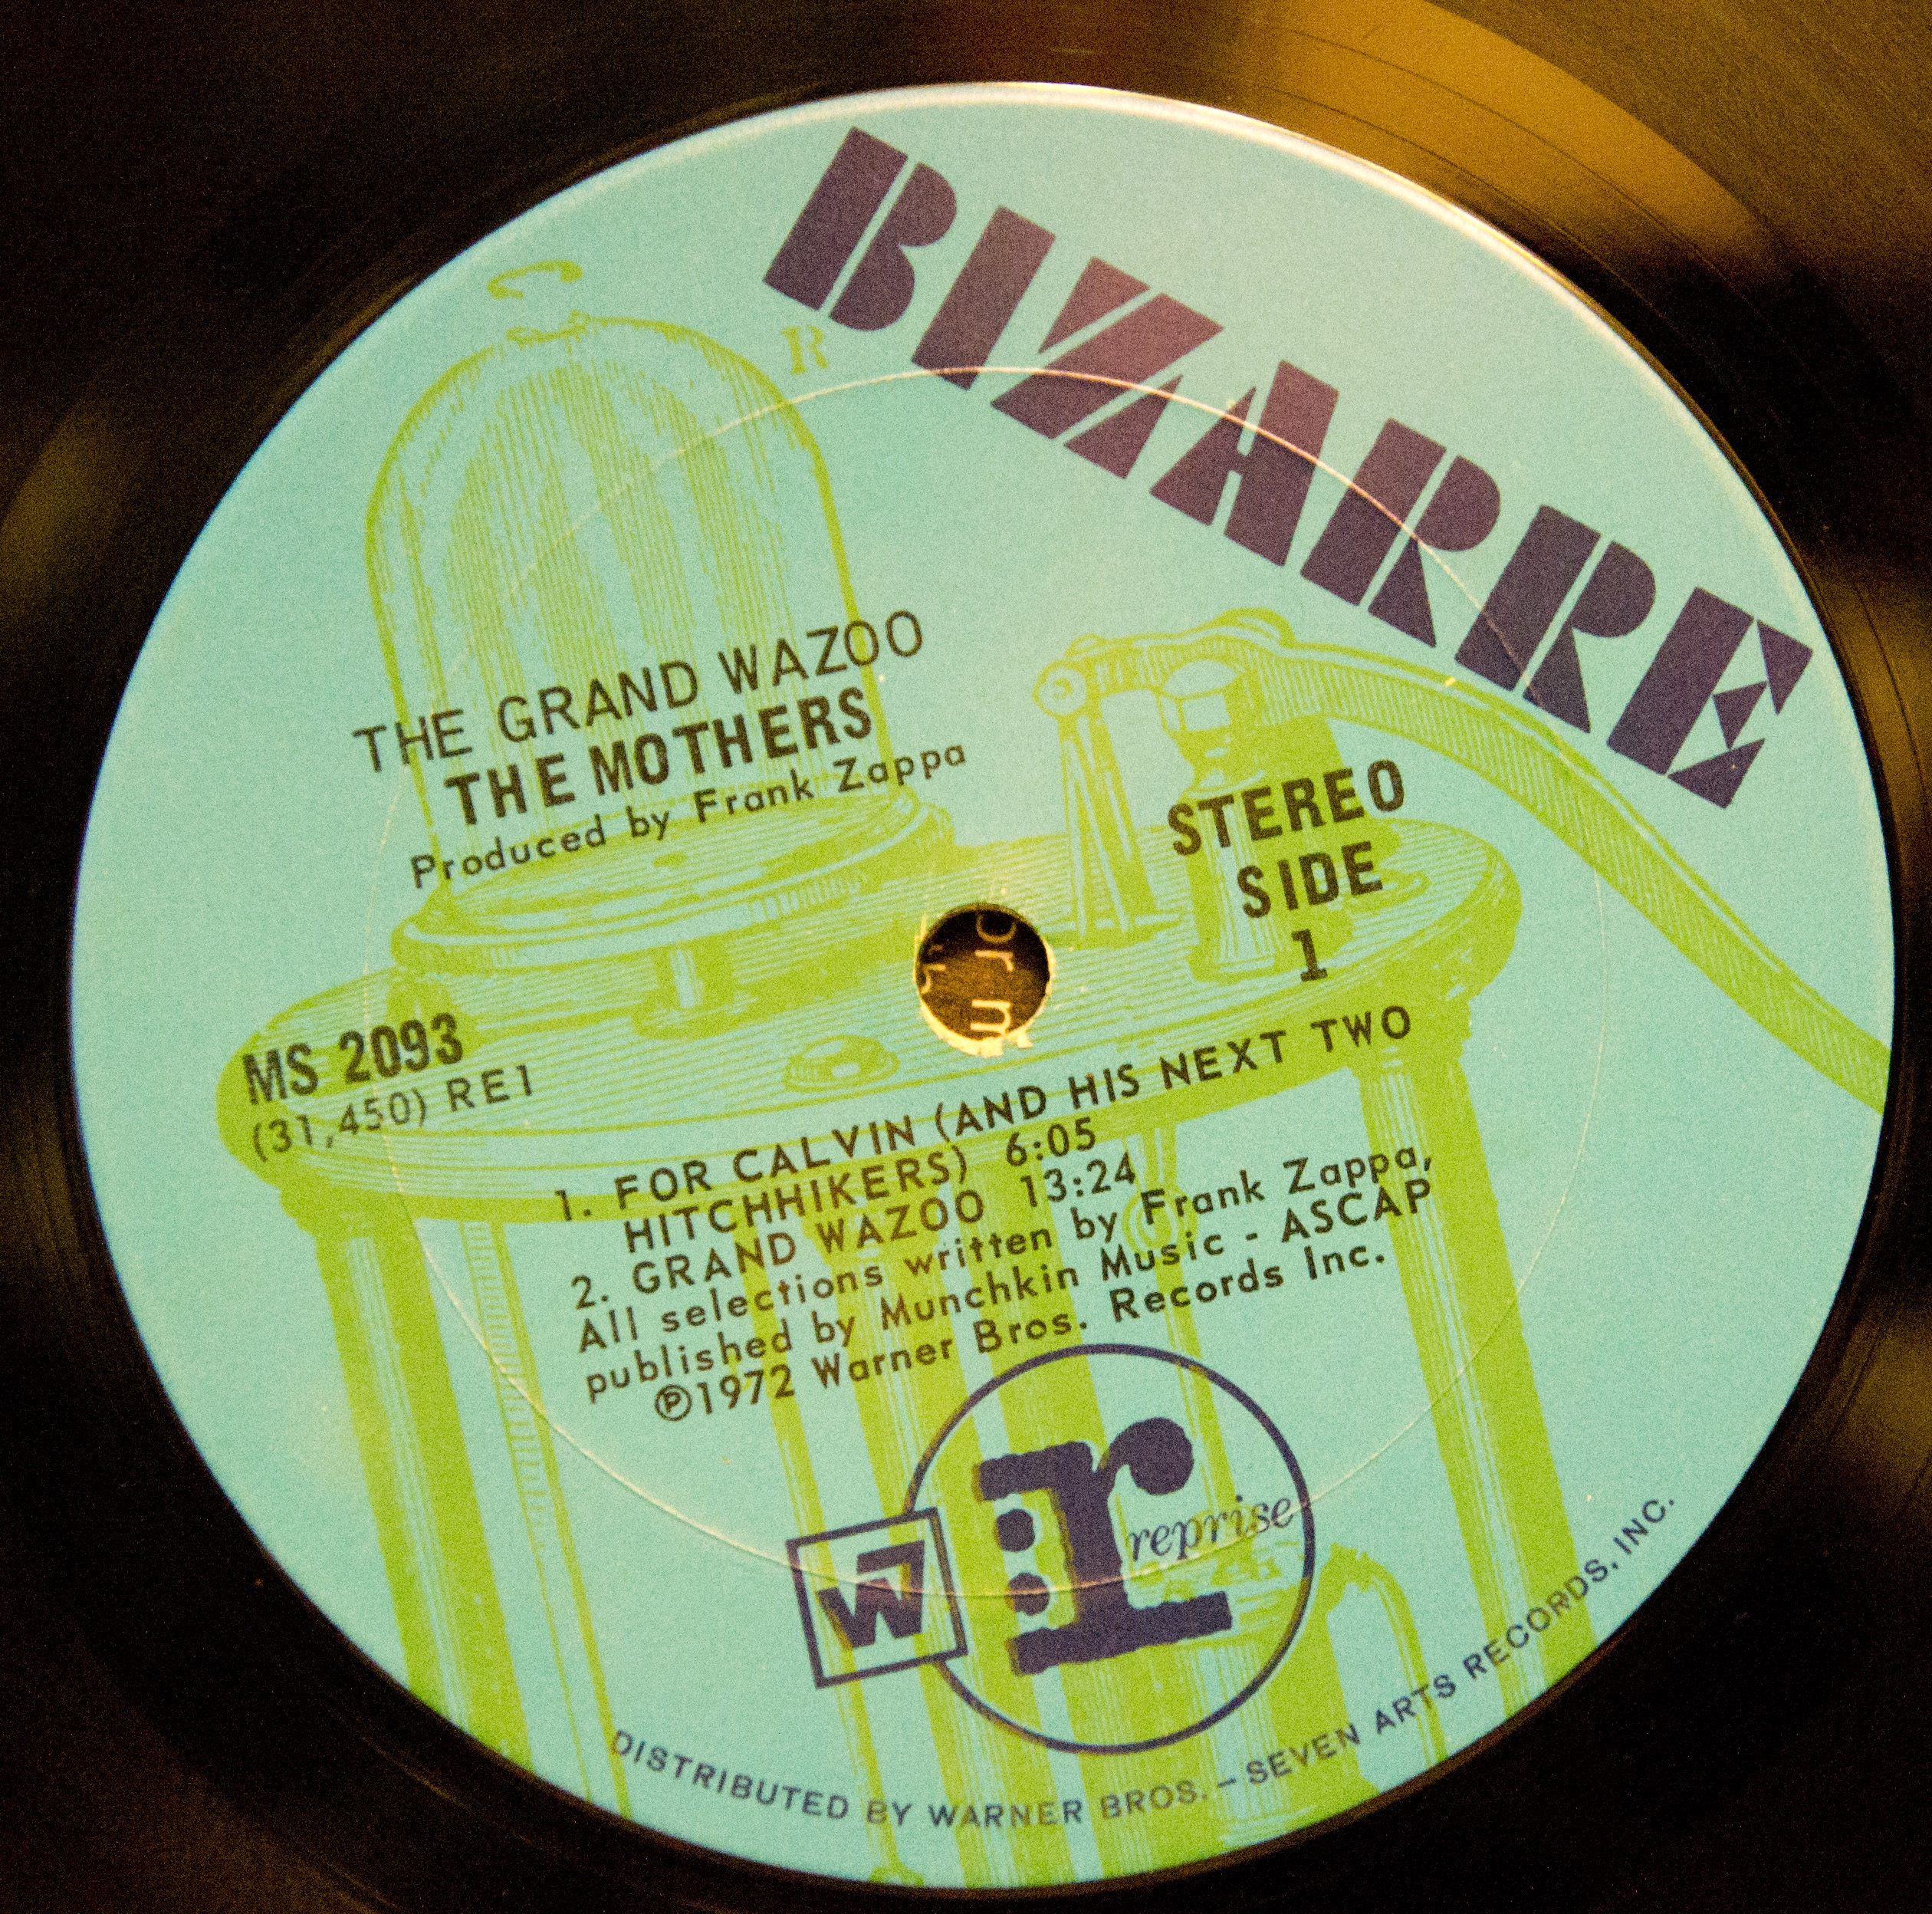 BIZARRE
R
THE GRAND WAZOO
THE MOTHERS
Produced by Frank Zappa
STEREO
SIDE
1
MS 2093
(31,450) RE1
1. FOR CALVIN (AND HIS NEXT TWO
HITCHHIKERS) 6:05
2. GRAND WAZOO 13:24
All selections written by Frank Zappa,
published by Munchkin Music - ASCAP
℗1972 Warner Bros. Records Inc.
W7
r: reprise
DISTRIBUTED BY WARNER BROS. – SEVEN ARTS RECORDS, INC.